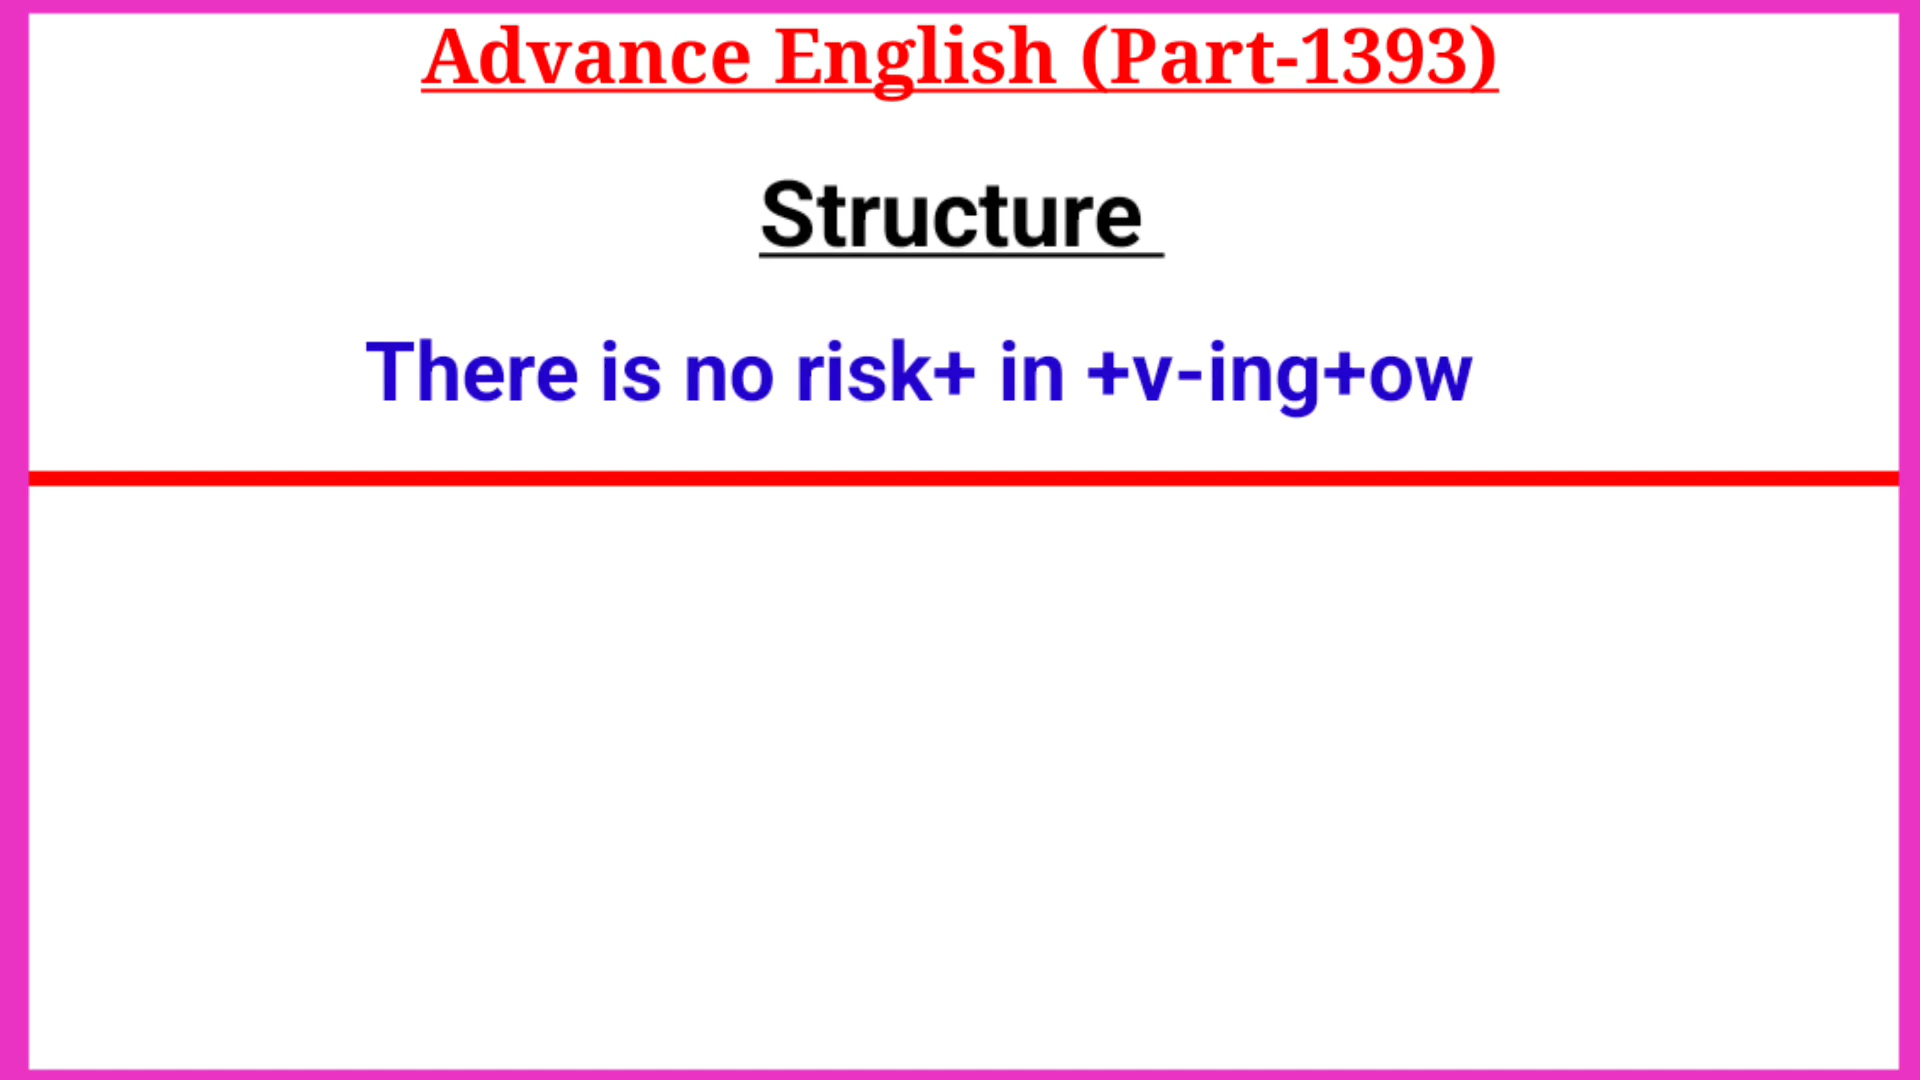 Advance English (Part-1393)
Structure
There is no risk+ in +v-ing+ow